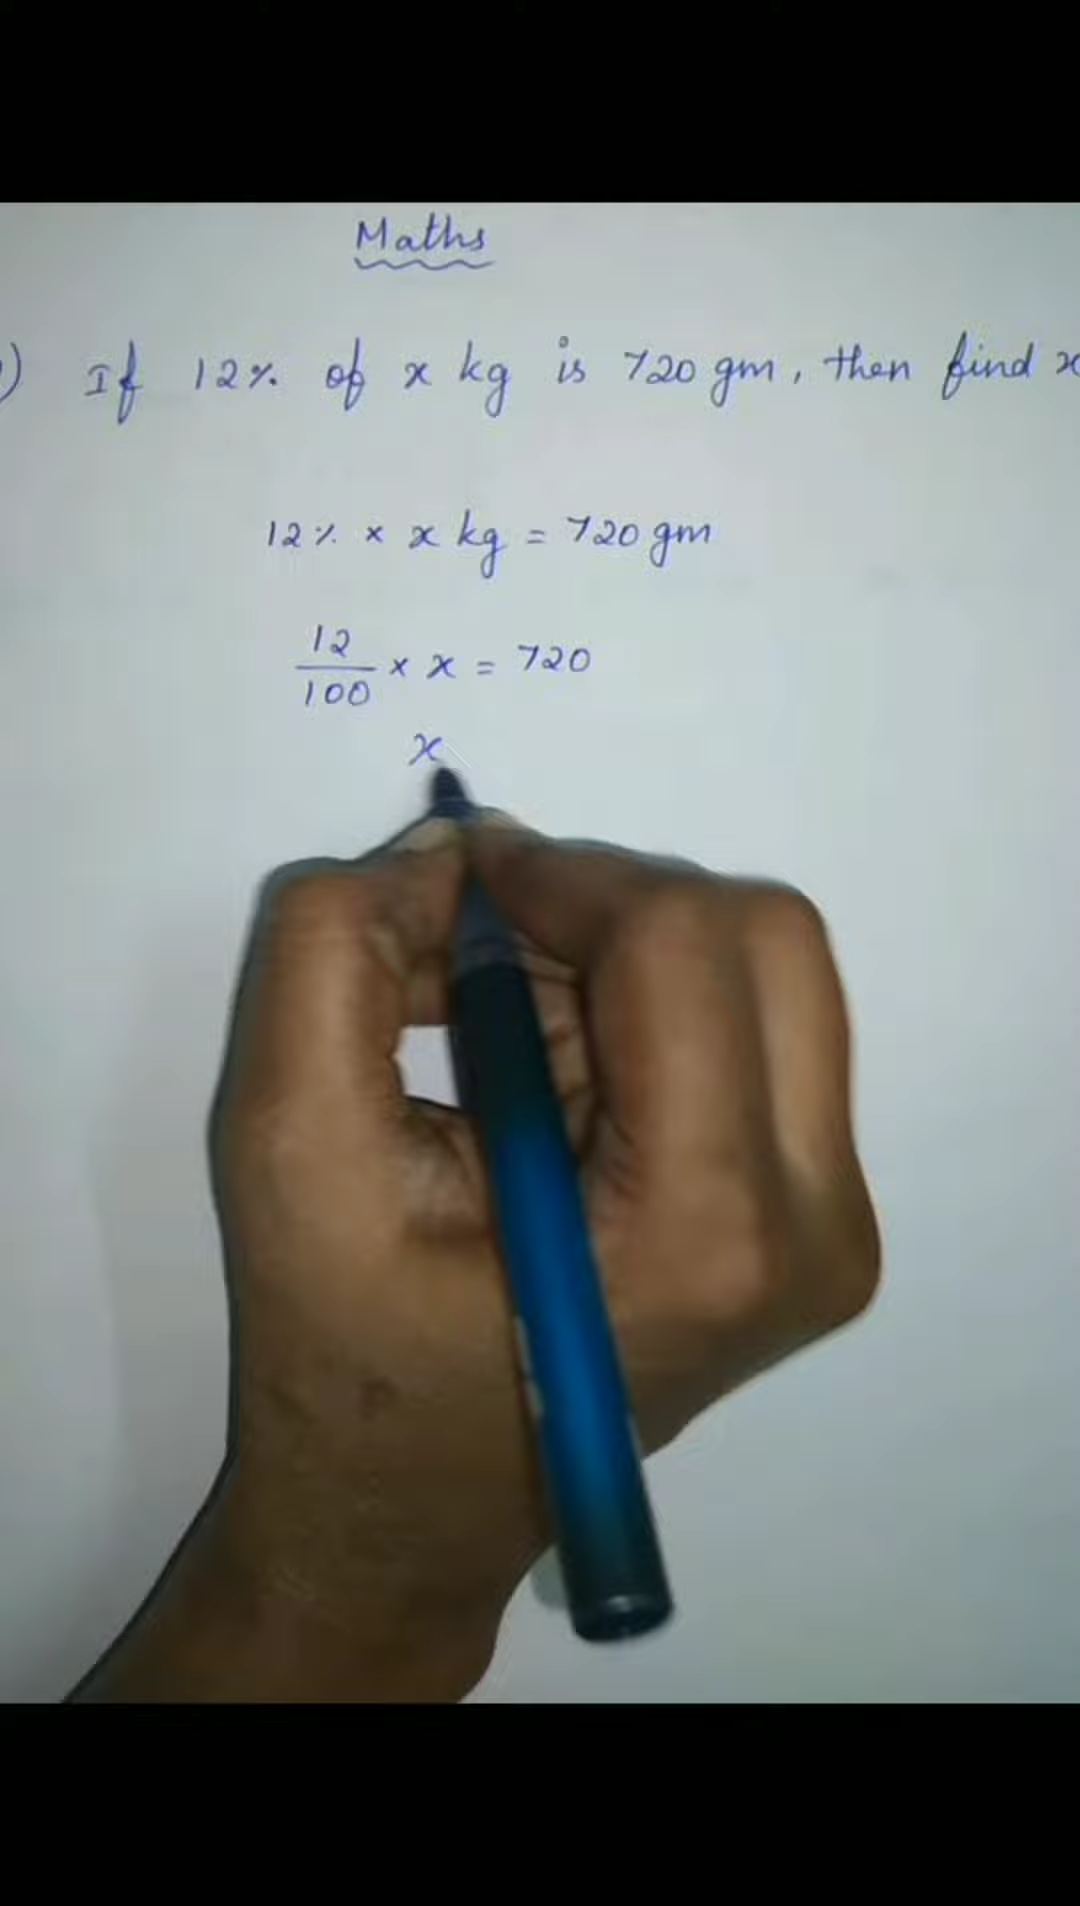 Maths
) If 12% of x kg is 720 gm, then find x
12% × x kg = 720 gm
12/100 × x = 720
x